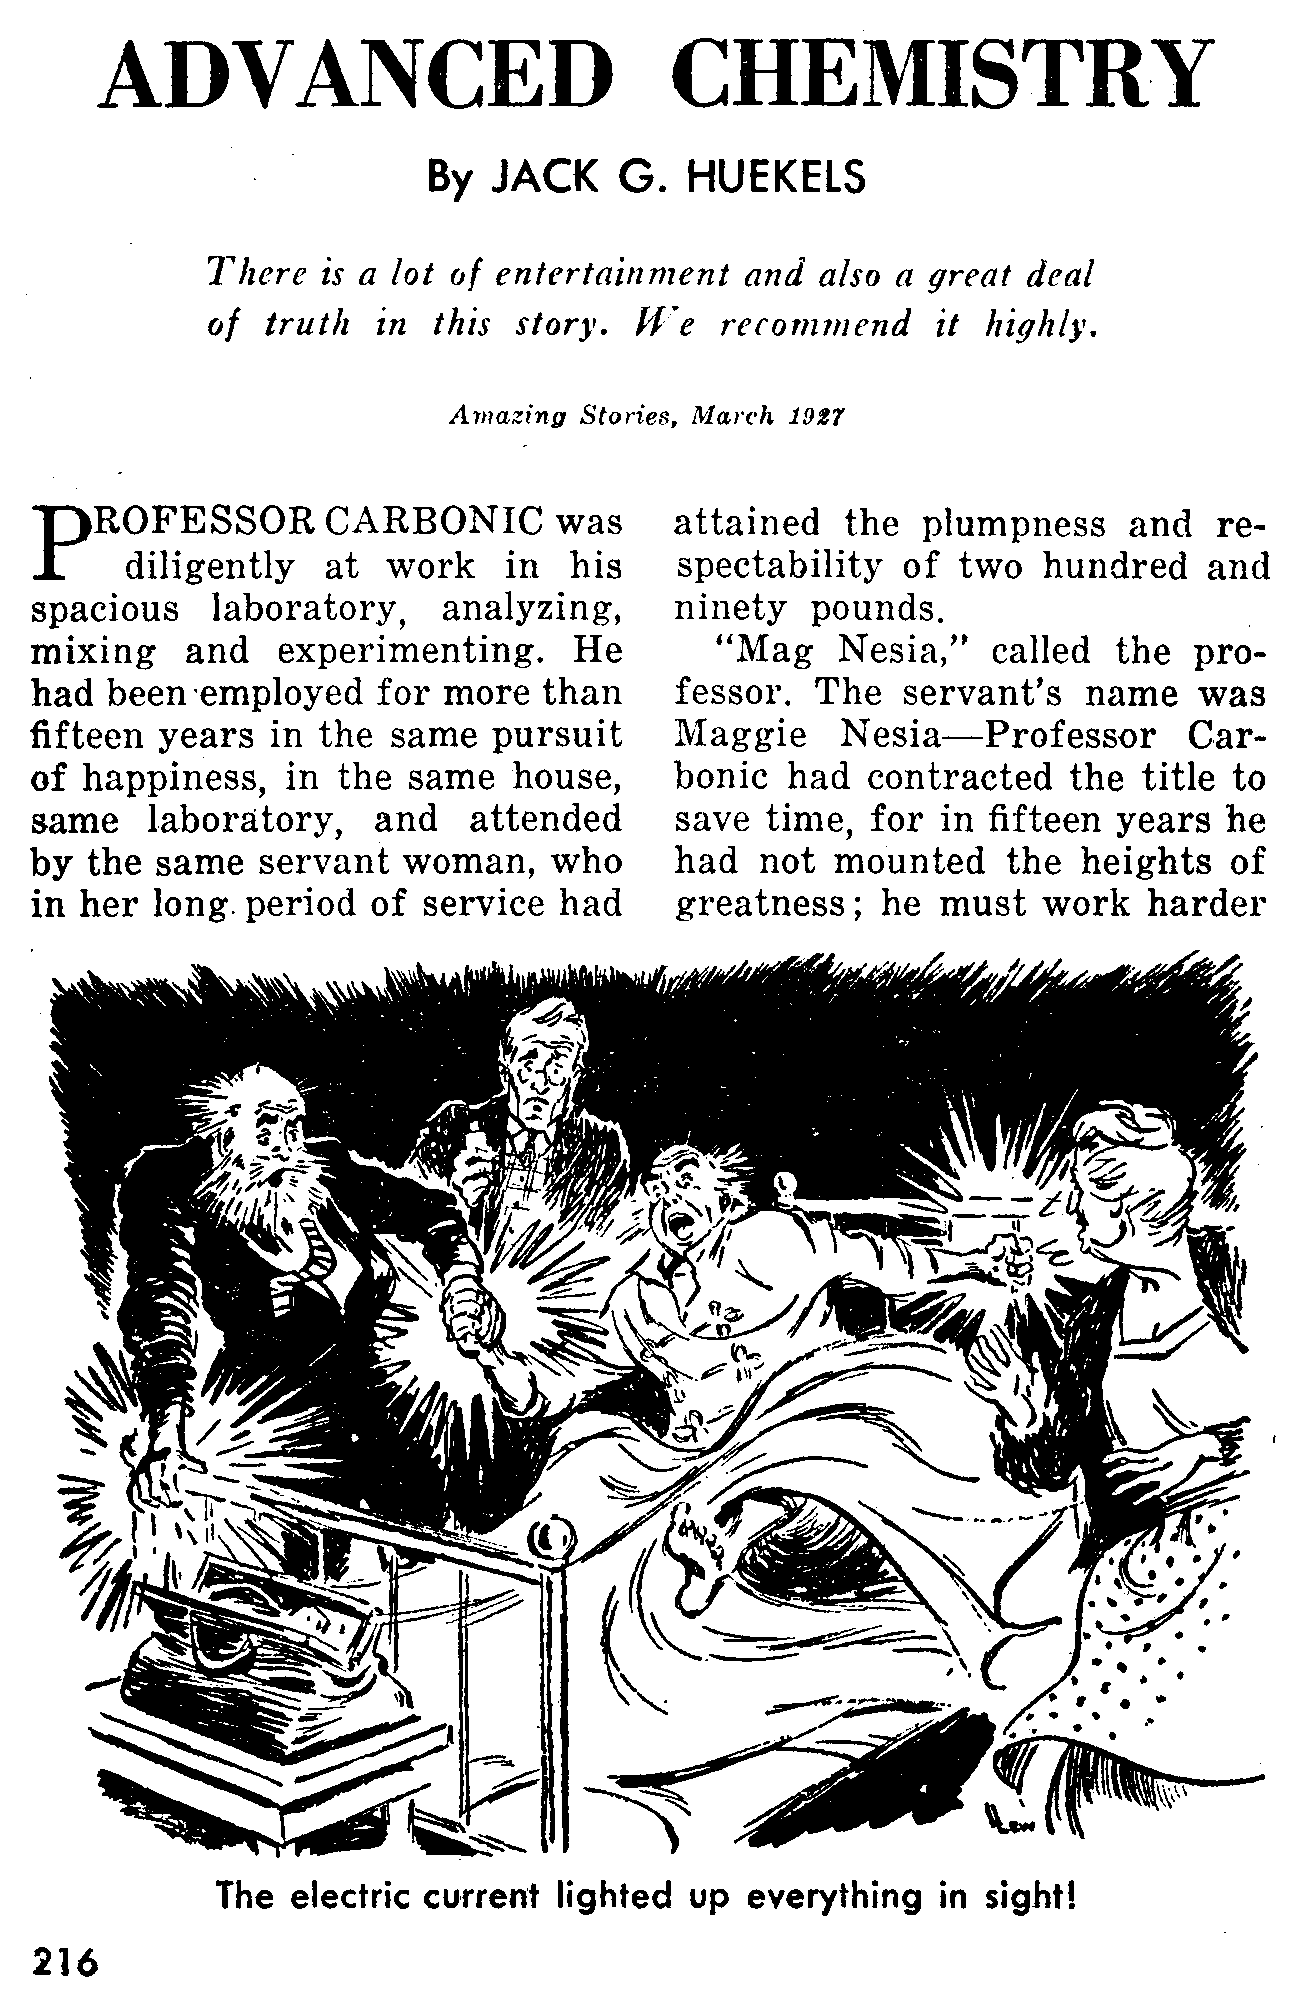 ADVANCED CHEMISTRY
By JACK G. HUEKELS
There is a lot of entertainment and also a great deal
of truth in this story. We recommend it highly.
Amazing Stories, March 1927
PROFESSOR CARBONIC was
diligently at work in his
spacious laboratory, analyzing,
mixing and experimenting. He
had been employed for more than
fifteen years in the same pursuit
of happiness, in the same house,
same laboratory, and attended
by the same servant woman, who
in her long period of service had
attained the plumpness and re-
spectability of two hundred and
ninety pounds.
“Mag Nesia,” called the pro-
fessor. The servant's name was
Maggie Nesia—Professor Car-
bonic had contracted the title to
save time, for in fifteen years he
had not mounted the heights of
greatness; he must work harder
The electric current lighted up everything in sight!
216